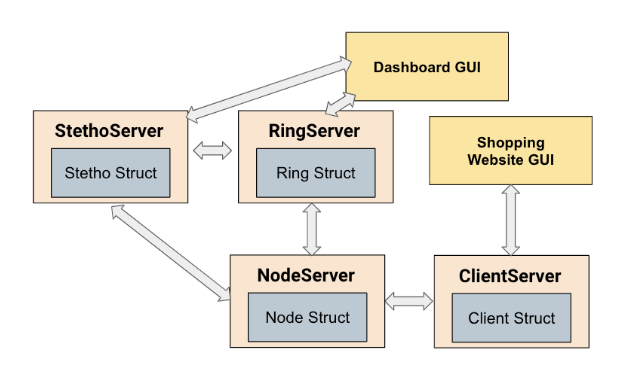 Dashboard GUI
StethoServer
Stetho Struct
RingServer
Ring Struct
Shopping
Website GUI
NodeServer
Node Struct
ClientServer
Client Struct